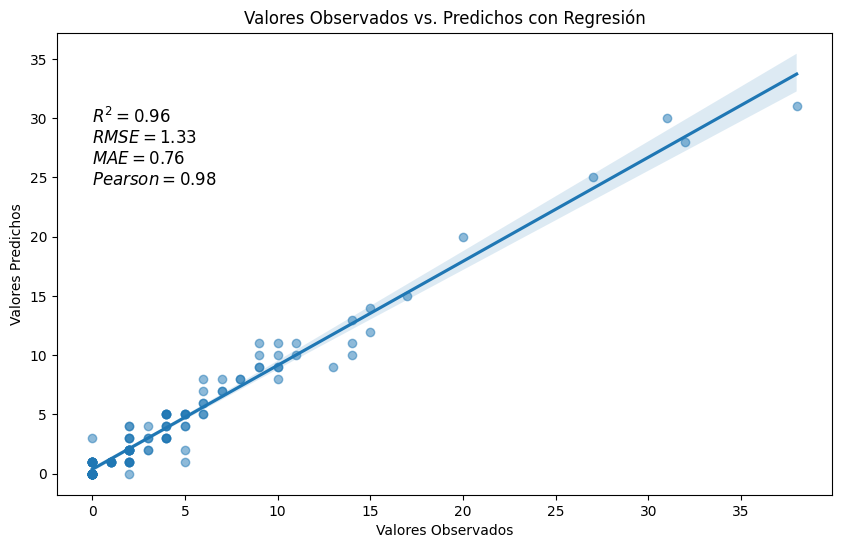 Valores Observados vs. Predichos con Regresión
35
30
25
20
15
10
5
0
Valores Predichos
R² = 0.96
RMSE = 1.33
MAE = 0.76
Pearson = 0.98
0 5 10 15 20 25 30 35
Valores Observados